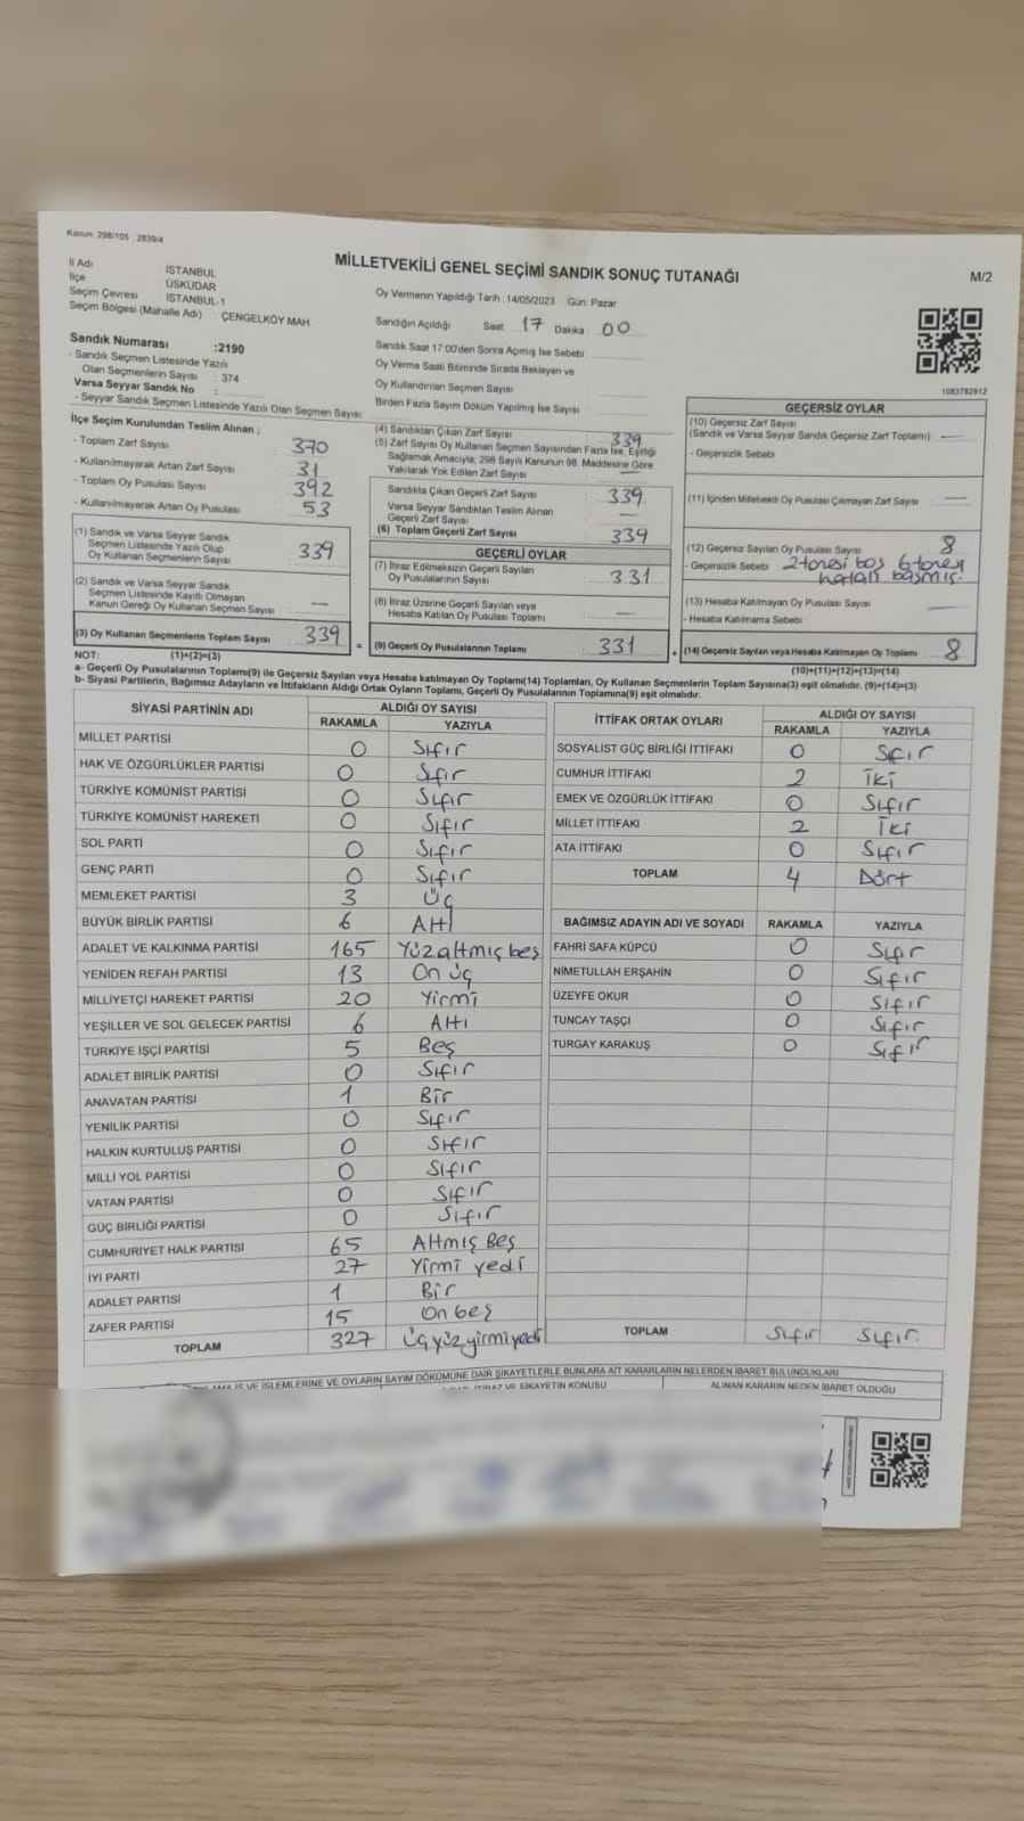 Kanun: 298/105 2839/4
MİLLETVEKİLİ GENEL SEÇİMİ SANDIK SONUÇ TUTANAĞI
M/2
İl Adı İSTANBUL
İlçe ÜSKÜDAR
Seçim Çevresi İSTANBUL-1
Seçim Bölgesi (Mahalle Adı) ÇENGELKÖY MAH
Oy Vermenin Yapıldığı Tarih :14/05/2023 Gün: Pazar
Sandığın Açıldığı Saat 17 Dakika 00
Sandık Saat 17:00'den Sonra Açılmış İse Sebebi
Oy Verme Saati Bitiminde Sırada Bekleyen ve
Oy Kullandırılan Seçmen Sayısı
Birden Fazla Sayım Döküm Yapılmış İse Sayısı
1083782912
Sandık Numarası :2190
- Sandık Seçmen Listesinde Yazılı
Olan Seçmenlerin Sayısı : 374
Varsa Seyyar Sandık No :
- Seyyar Sandık Seçmen Listesinde Yazılı Olan Seçmen Sayısı:
İlçe Seçim Kurulundan Teslim Alınan ;
- Toplam Zarf Sayısı 370
- Kullanılmayarak Artan Zarf Sayısı 31
- Toplam Oy Pusulası Sayısı 392
- Kullanılmayarak Artan Oy Pusulası 53
(1) Sandık ve Varsa Seyyar Sandık
Seçmen Listesinde Yazılı Olup
Oy Kullanan Seçmenlerin Sayısı 339
(2) Sandık ve Varsa Seyyar Sandık
Seçmen Listesinde Kayıtlı Olmayan
Kanun Gereği Oy Kullanan Seçmen Sayısı —
(3) Oy Kullanan Seçmenlerin Toplam Sayısı 339 =
(4) Sandıktan Çıkan Zarf Sayısı 339
(5) Zarf Sayısı Oy Kullanan Seçmen Sayısından Fazla İse, Eşitliği
Sağlamak Amacıyla; 298 Sayılı Kanunun 98. Maddesine Göre
Yakılarak Yok Edilen Zarf Sayısı —
Sandıkta Çıkan Geçerli Zarf Sayısı 339
Varsa Seyyar Sandıktan Teslim Alınan
Geçerli Zarf Sayısı —
(6) Toplam Geçerli Zarf Sayısı 339
GEÇERLİ OYLAR
(7) İtiraz Edilmeksizin Geçerli Sayılan
Oy Pusulalarının Sayısı 331
(8) İtiraz Üzerine Geçerli Sayılan veya
Hesaba Katılan Oy Pusulası Toplamı —
(9) Geçerli Oy Pusulalarının Toplamı 331 +
GEÇERSİZ OYLAR
(10) Geçersiz Zarf Sayısı
(Sandık ve Varsa Seyyar Sandık Geçersiz Zarf Toplamı) —
- Geçersizlik Sebebi
(11) İçinden Milletvekili Oy Pusulası Çıkmayan Zarf Sayısı —
(12) Geçersiz Sayılan Oy Pusulası Sayısı 8
- Geçersizlik Sebebi 2 tanesi boş 6 tanesi
hatalı basmış.
(13) Hesaba Katılmayan Oy Pusulası Sayısı —
- Hesaba Katılmama Sebebi
(14) Geçersiz Sayılan veya Hesaba Katılmayan Oy Toplamı 8
NOT: (1)+(2)=(3) (10)+(11)+(12)+(13)=(14)
a- Geçerli Oy Pusulalarının Toplamı(9) ile Geçersiz Sayılan veya Hesaba katılmayan Oy Toplamı(14) Toplamları, Oy Kullanan Seçmenlerin Toplam Sayısına(3) eşit olmalıdır. (9)+(14)=(3)
b- Siyasi Partilerin, Bağımsız Adayların ve İttifakların Aldığı Ortak Oyların Toplamı, Geçerli Oy Pusulalarının Toplamına(9) eşit olmalıdır.
SİYASİ PARTİNİN ADI ALDIĞI OY SAYISI
RAKAMLA YAZIYLA
MİLLET PARTİSİ 0 Sıfır
HAK VE ÖZGÜRLÜKLER PARTİSİ 0 Sıfır
TÜRKİYE KOMÜNİST PARTİSİ 0 Sıfır
TÜRKİYE KOMÜNİST HAREKETİ 0 Sıfır
SOL PARTİ 0 Sıfır
GENÇ PARTİ 0 Sıfır
MEMLEKET PARTİSİ 3 Üç
BÜYÜK BİRLİK PARTİSİ 6 Altı
ADALET VE KALKINMA PARTİSİ 165 Yüzaltmış beş
YENİDEN REFAH PARTİSİ 13 On üç
MİLLİYETÇİ HAREKET PARTİSİ 20 Yirmi
YEŞİLLER VE SOL GELECEK PARTİSİ 6 Altı
TÜRKİYE İŞÇİ PARTİSİ 5 Beş
ADALET BİRLİK PARTİSİ 0 Sıfır
ANAVATAN PARTİSİ 1 Bir
YENİLİK PARTİSİ 0 Sıfır
HALKIN KURTULUŞ PARTİSİ 0 Sıfır
MİLLİ YOL PARTİSİ 0 Sıfır
VATAN PARTİSİ 0 Sıfır
GÜÇ BİRLİĞİ PARTİSİ 0 Sıfır
CUMHURİYET HALK PARTİSİ 65 Altmış Beş
İYİ PARTİ 27 Yirmi yedi
ADALET PARTİSİ 1 Bir
ZAFER PARTİSİ 15 On beş
TOPLAM 327 Üçyüzyirmiyedi
İTTİFAK ORTAK OYLARI ALDIĞI OY SAYISI
RAKAMLA YAZIYLA
SOSYALİST GÜÇ BİRLİĞİ İTTİFAKI 0 Sıfır
CUMHUR İTTİFAKI 2 İki
EMEK VE ÖZGÜRLÜK İTTİFAKI 0 Sıfır
MİLLET İTTİFAKI 2 İki
ATA İTTİFAKI 0 Sıfır
TOPLAM 4 Dört
BAĞIMSIZ ADAYIN ADI VE SOYADI RAKAMLA YAZIYLA
FAHRİ SAFA KÜPCÜ 0 Sıfır
NİMETULLAH ERŞAHİN 0 Sıfır
ÜZEYFE OKUR 0 Sıfır
TUNCAY TAŞÇI 0 Sıfır
TURGAY KARAKUŞ 0 Sıfır
TOPLAM Sıfır Sıfır
İŞ VE İŞLEMLERİNE VE OYLARIN SAYIM DÖKÜMÜNE DAİR ŞİKAYETLERLE BUNLARA AİT KARARLARIN NELERDEN İBARET BULUNDUKLARI
İTİRAZ VE ŞİKAYETİN KONUSU ALINAN KARARIN NEDEN İBARET OLDUĞU